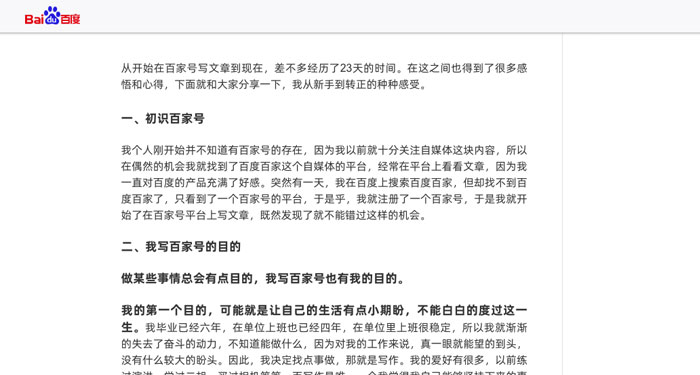 Bai du 百度
从开始在百家号写文章到现在，差不多经历了23天的时间。在这之间也得到了很多感
悟和心得，下面就和大家分享一下，我从新手到转正的种种感受。
一、初识百家号
我个人刚开始并不知道有百家号的存在，因为我以前就十分关注自媒体这块内容，所以
在偶然的机会我就找到了百度百家这个自媒体的平台，经常在平台上看看文章，因为我
一直对百度的产品充满了好感。突然有一天，我在百度上搜索百度百家，但却找不到百
度百家了，只看到了一个百家号的平台，于是乎，我就注册了一个百家号，于是我就开
始了在百家号平台上写文章，既然发现了就不能错过这样的机会。
二、我写百家号的目的
做某些事情总会有点目的，我写百家号也有我的目的。
我的第一个目的，可能就是让自己的生活有点小期盼，不能白白的度过这一
生。我毕业已经六年，在单位上班也已经四年，在单位里上班很稳定，所以我就渐渐
的失去了奋斗的动力，不知道能做什么，因为对我的工作来说，真一眼就能望的到头，
没有什么较大的盼头。因此，我决定找点事做，那就是写作。我的爱好有很多，以前练